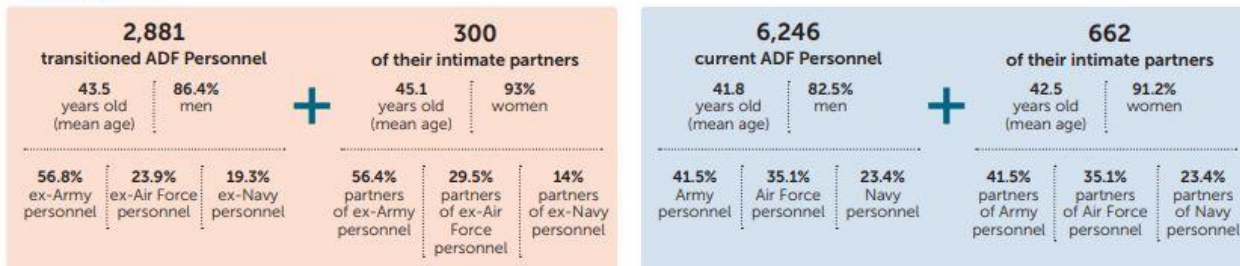 2,881
transitioned ADF Personnel
43.5
years old
(mean age)
86.4%
men
56.8%
ex-Army
personnel
23.9%
ex-Air Force
personnel
19.3%
ex-Navy
personnel
+
300
of their intimate partners
45.1
years old
(mean age)
93%
women
56.4%
partners
of ex-Army
personnel
29.5%
partners
of ex-Air
Force
personnel
14%
partners
of ex-Navy
personnel
6,246
current ADF Personnel
41.8
years old
(mean age)
82.5%
men
41.5%
Army
personnel
35.1%
Air Force
personnel
23.4%
Navy
personnel
+
662
of their intimate partners
42.5
years old
(mean age)
91.2%
women
41.5%
partners
of Army
personnel
35.1%
partners
of Air Force
personnel
23.4%
partners
of Navy
personnel